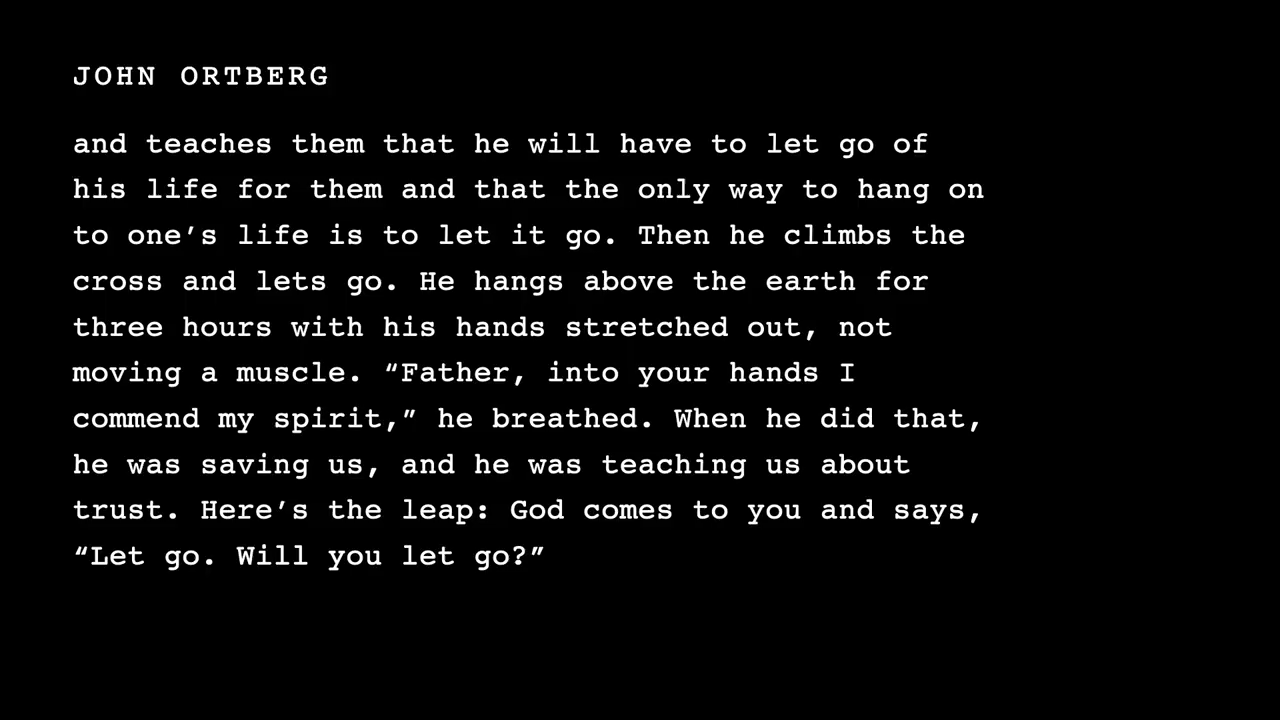 JOHN ORTBERG
and teaches them that he will have to let go of
his life for them and that the only way to hang on
to one’s life is to let it go. Then he climbs the
cross and lets go. He hangs above the earth for
three hours with his hands stretched out, not
moving a muscle. “Father, into your hands I
commend my spirit,” he breathed. When he did that,
he was saving us, and he was teaching us about
trust. Here’s the leap: God comes to you and says,
“Let go. Will you let go?”